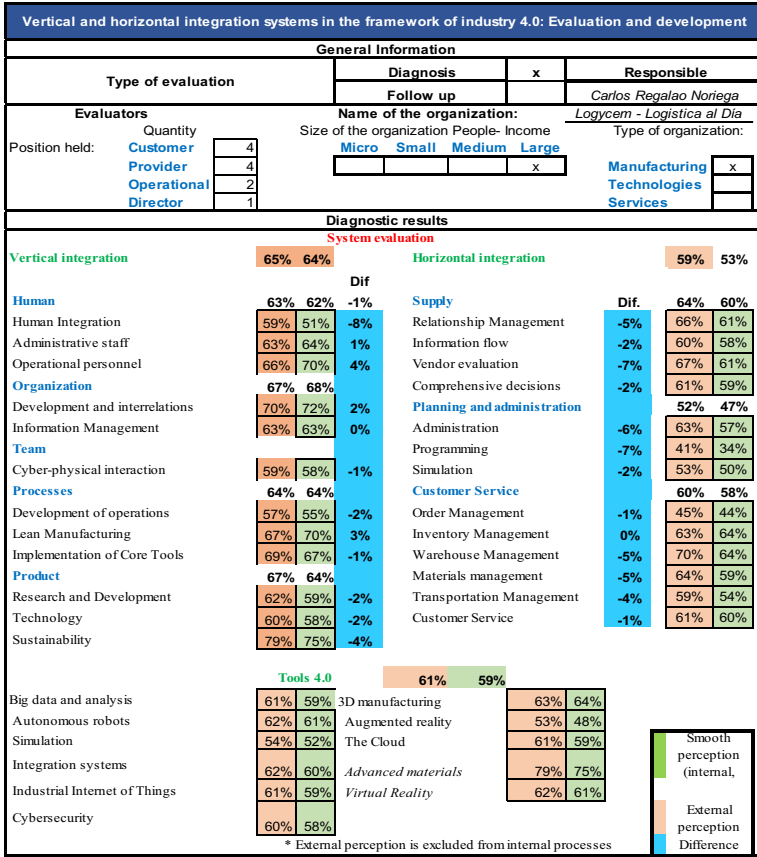 Vertical and horizontal integration systems in the framework of industry 4.0: Evaluation and development
General Information
Type of evaluation
Diagnosis x Responsible
Follow up Carlos Regalao Noriega
Evaluators Name of the organization: Logycem - Logistica al Día
Quantity Size of the organization People- Income Type of organization:
Position held: Customer 4 Micro Small Medium Large
Provider 4 x Manufacturing x
Operational 2 Technologies
Director 1 Services
Diagnostic results
System evaluation
Vertical integration 65% 64% Horizontal integration 59% 53%
Dif
Human 63% 62% -1% Supply Dif. 64% 60%
Human Integration 59% 51% -8% Relationship Management -5% 66% 61%
Administrative staff 63% 64% 1% Information flow -2% 60% 58%
Operational personnel 66% 70% 4% Vendor evaluation -7% 67% 61%
Organization 67% 68% Comprehensive decisions -2% 61% 59%
Development and interrelations 70% 72% 2% Planning and administration 52% 47%
Information Management 63% 63% 0% Administration -6% 63% 57%
Team Programming -7% 41% 34%
Cyber-physical interaction 59% 58% -1% Simulation -2% 53% 50%
Processes 64% 64% Customer Service 60% 58%
Development of operations 57% 55% -2% Order Management -1% 45% 44%
Lean Manufacturing 67% 70% 3% Inventory Management 0% 63% 64%
Implementation of Core Tools 69% 67% -1% Warehouse Management -5% 70% 64%
Product 67% 64% Materials management -5% 64% 59%
Research and Development 62% 59% -2% Transportation Management -4% 59% 54%
Technology 60% 58% -2% Customer Service -1% 61% 60%
Sustainability 79% 75% -4%
Tools 4.0 61% 59%
Big data and analysis 61% 59% 3D manufacturing 63% 64%
Autonomous robots 62% 61% Augmented reality 53% 48%
Simulation 54% 52% The Cloud 61% 59%
Integration systems 62% 60% Advanced materials 79% 75%
Industrial Internet of Things 61% 59% Virtual Reality 62% 61%
Cybersecurity 60% 58%
Smooth
perception
(internal,
External
perception
Difference
* External perception is excluded from internal processes